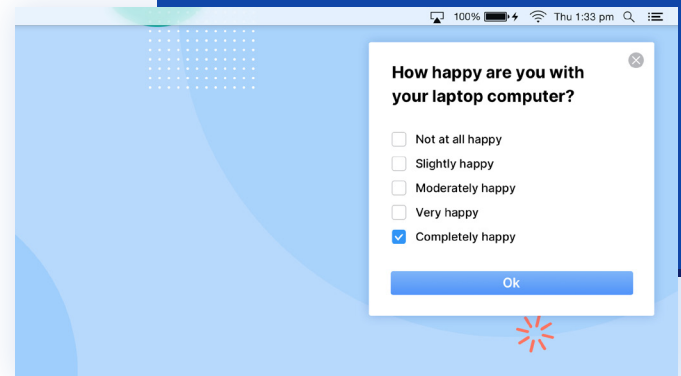 100% Thu 1:33 pm
How happy are you with
your laptop computer?
Not at all happy
Slightly happy
Moderately happy
Very happy
Completely happy
Ok